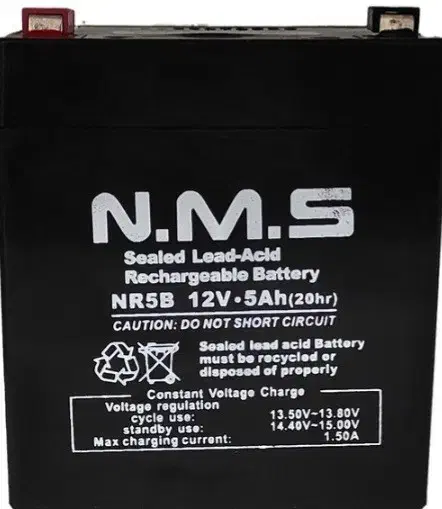 N.M.S
Sealed Lead-Acid
Rechargeable Battery
NR5B 12V•5Ah(20hr)
CAUTION: DO NOT SHORT CIRCUIT
Sealed lead acid Battery
must be recycled or
disposed of properly
Constant Voltage Charge
Voltage regulation
cycle use: 13.50V~13.80V
standby use: 14.40V~15.00V
Max charging current: 1.50A